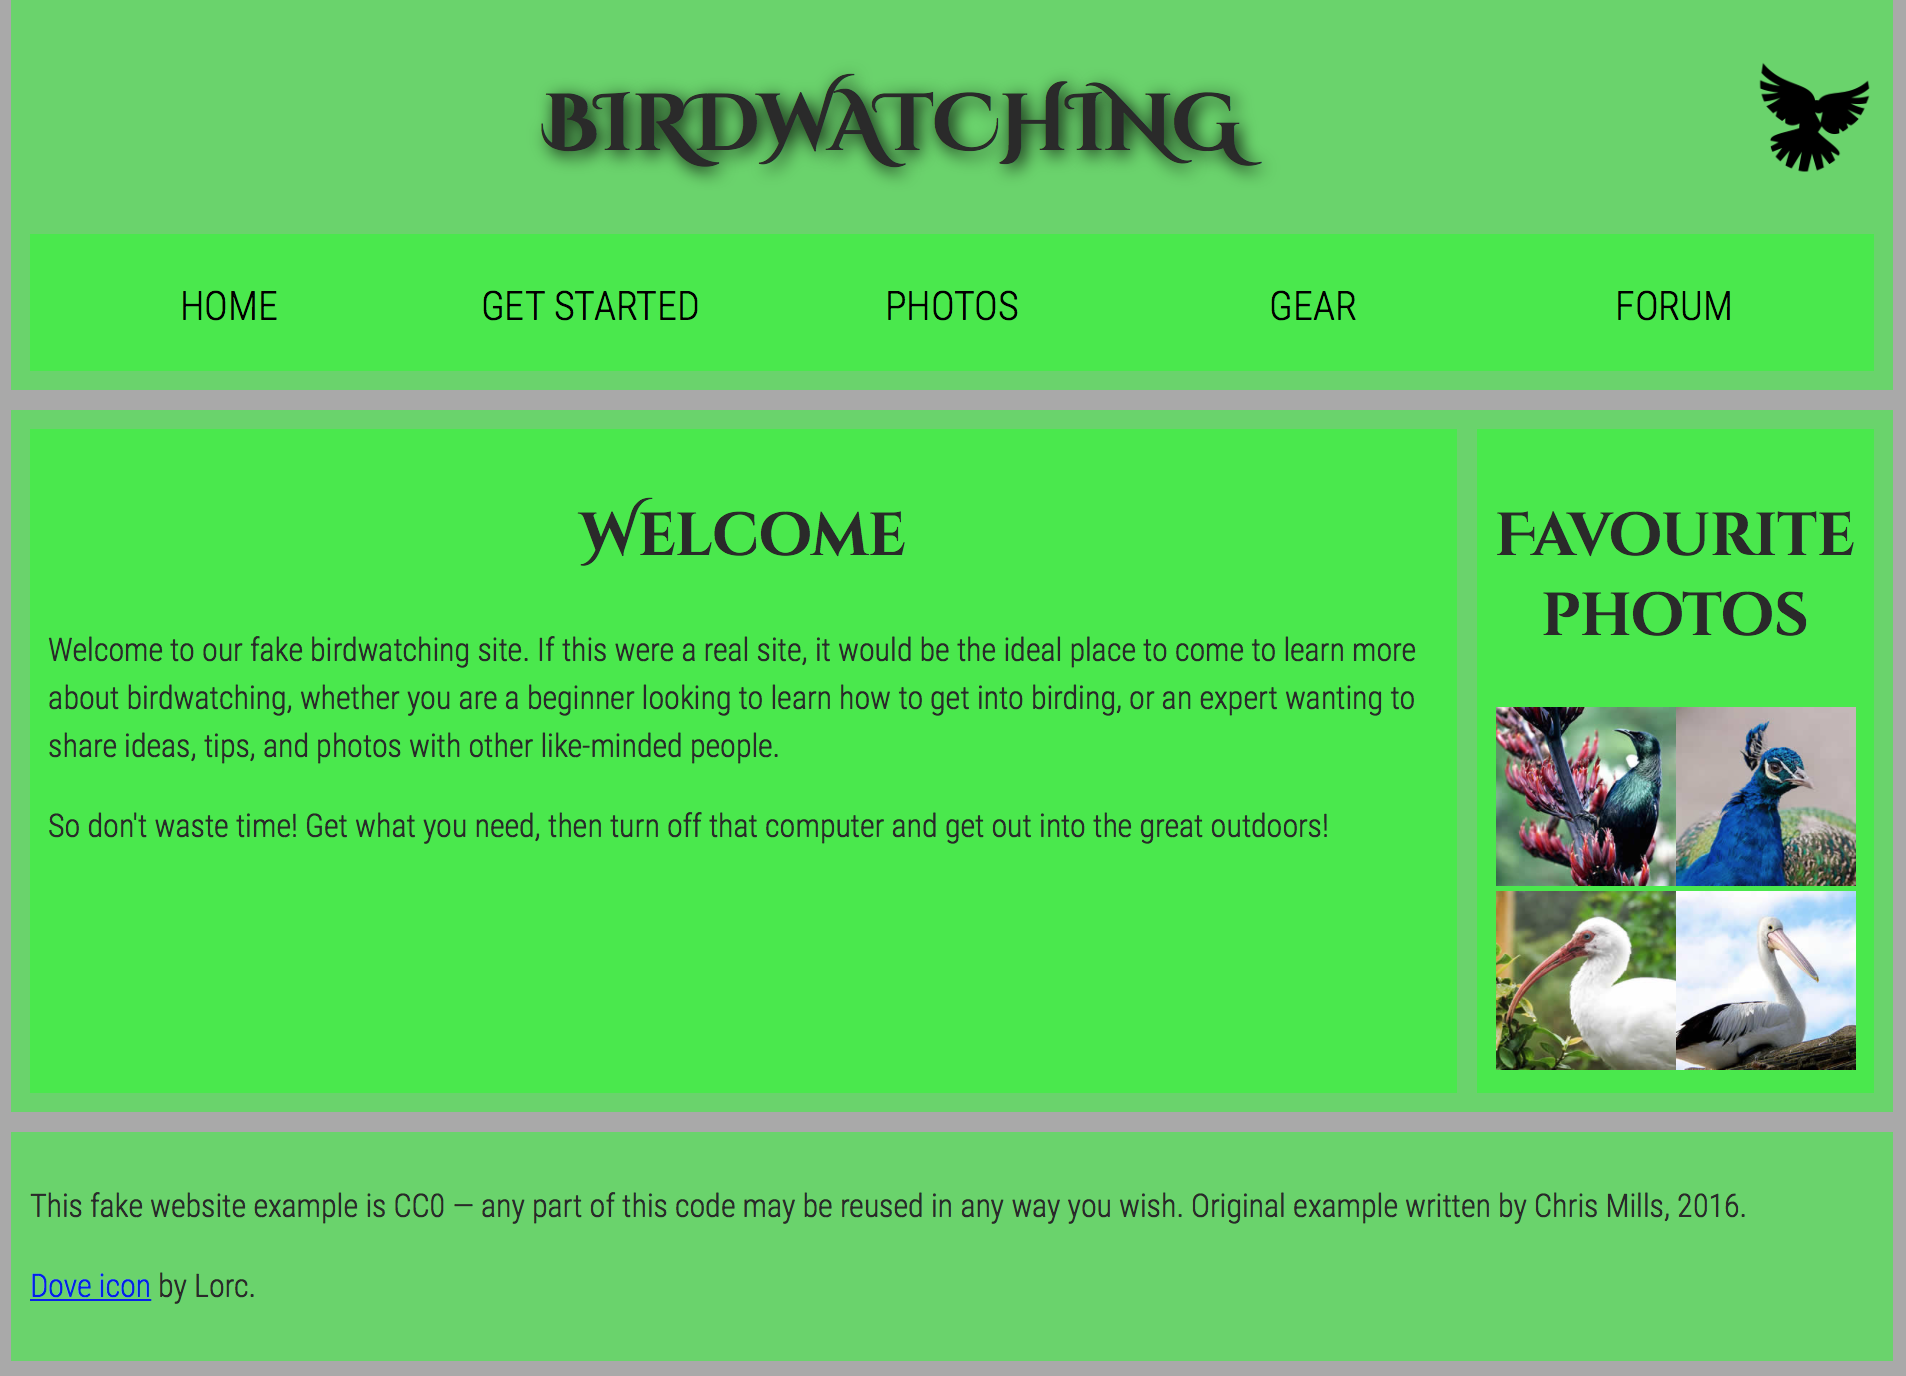 BIRDWATCHING
HOME
GET STARTED
PHOTOS
GEAR
FORUM
Welcome
Welcome to our fake birdwatching site. If this were a real site, it would be the ideal place to come to learn more
about birdwatching, whether you are a beginner looking to learn how to get into birding, or an expert wanting to
share ideas, tips, and photos with other like-minded people.
So don't waste time! Get what you need, then turn off that computer and get out into the great outdoors!
Favourite
photos
This fake website example is CC0 — any part of this code may be reused in any way you wish. Original example written by Chris Mills, 2016.
Dove icon by Lorc.